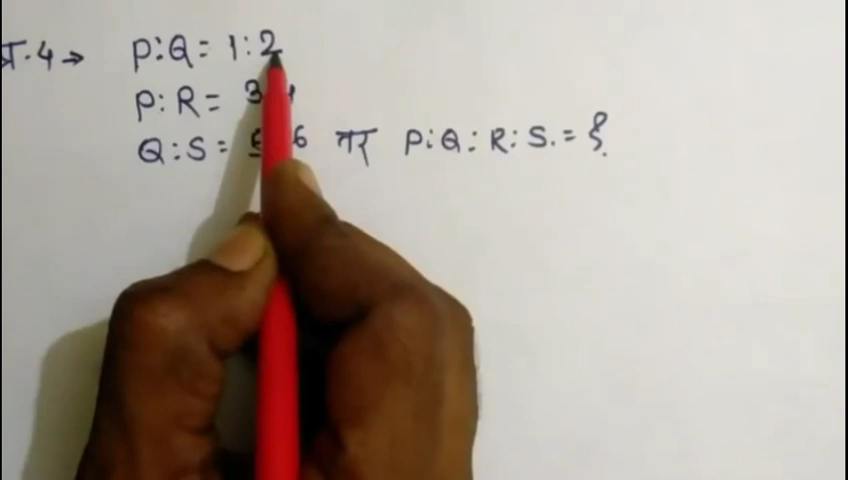 प्र.4→ P:Q = 1:2
P:R = 3
Q:S = 6 तर P:Q:R:S. = ?